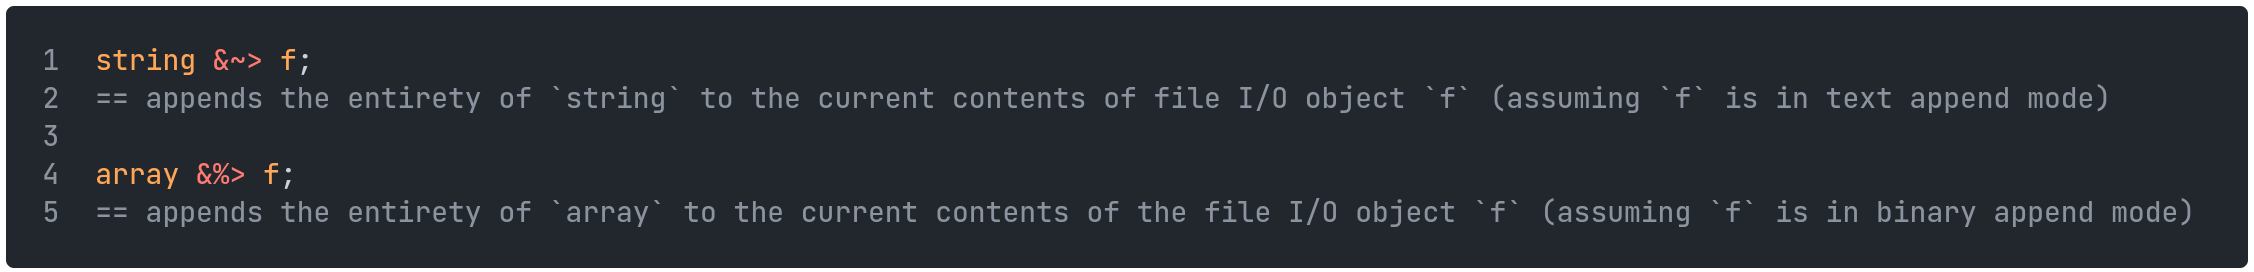 1 string &~> f;
2 == appends the entirety of `string` to the current contents of file I/O object `f` (assuming `f` is in text append mode)
3
4 array &%> f;
5 == appends the entirety of `array` to the current contents of the file I/O object `f` (assuming `f` is in binary append mode)